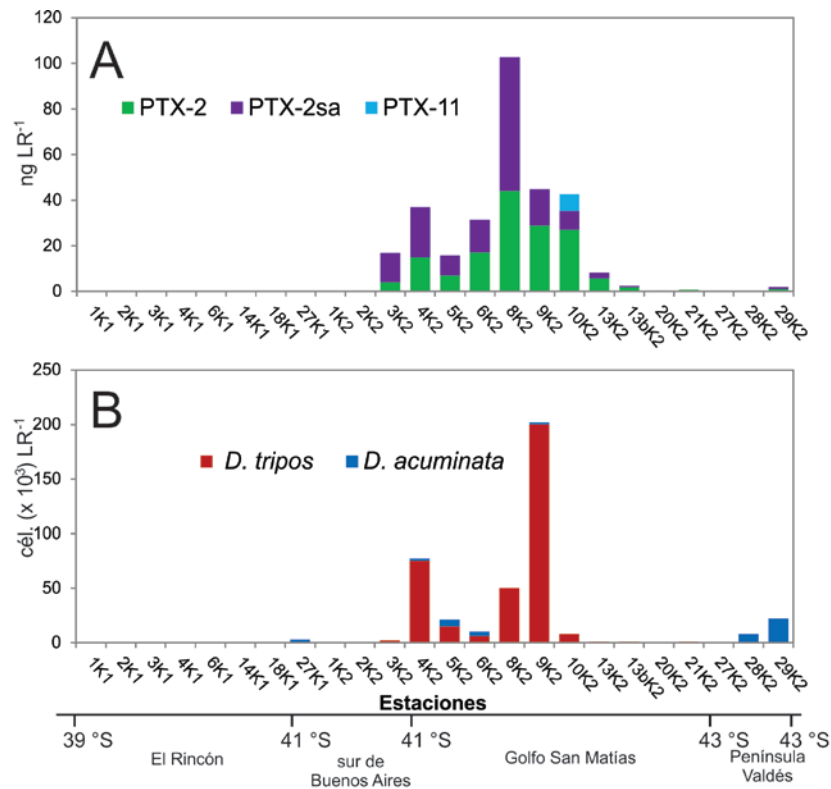 A
120
100
80
60
40
20
0
ng LR⁻¹
PTX-2 PTX-2sa PTX-11
1K1 2K1 3K1 4K1 6K1 14K1 18K1 27K1 1K2 2K2 3K2 4K2 5K2 6K2 8K2 9K2 10K2 13K2 13bK2 20K2 21K2 27K2 28K2 29K2
B
250
200
150
100
50
0
cél. (x 10³) LR⁻¹
D. tripos D. acuminata
1K1 2K1 3K1 4K1 6K1 14K1 18K1 27K1 1K2 2K2 3K2 4K2 5K2 6K2 8K2 9K2 10K2 13K2 13bK2 20K2 21K2 27K2 28K2 29K2
Estaciones
39 °S 41 °S 41 °S 43 °S 43 °S
El Rincón
sur de
Buenos Aires
Golfo San Matías
Península
Valdés